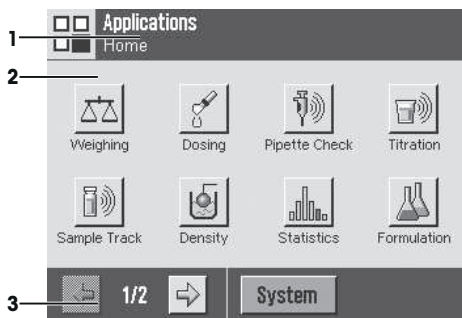 Applications
1 Home
2
Weighing Dosing Pipette Check Titration
Sample Track Density Statistics Formulation
3 1/2 System